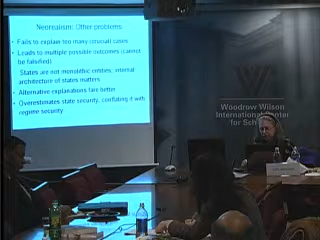 Neorealism: Other problems:
• Fails to explain too many (crucial) cases
• Leads to multiple possible outcomes (cannot
be falsified)
States are not monolithic entities; internal
architecture of states matters
• Alternative explanations fare better
• Overestimates state security, conflating it with
regime security
Woodrow Wilson
International Center
for Sch